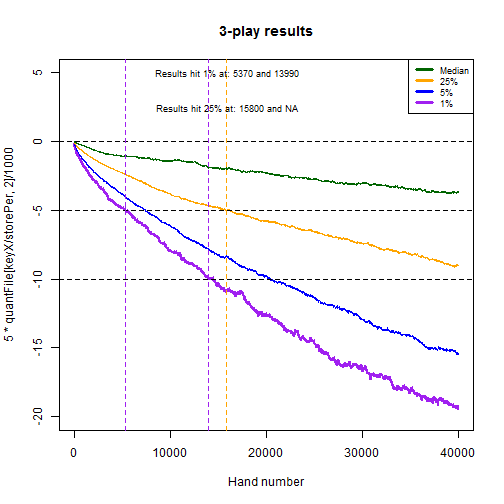 3-play results
Results hit 1% at: 5370 and 13990
Results hit 25% at: 15800 and NA
Median
25%
5%
1%
5 * quantFile[keyX/storePer, 2]/1000
5
0
-5
-10
-15
-20
0 10000 20000 30000 40000
Hand number